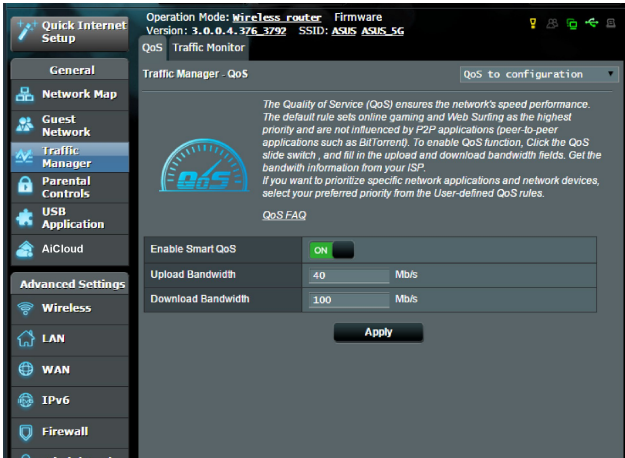 Quick Internet
Setup
Operation Mode: Wireless router Firmware
Version: 3.0.0.4.376_3792 SSID: ASUS ASUS_5G
QoS Traffic Monitor
General
Network Map
Guest
Network
Traffic
Manager
Parental
Controls
USB
Application
AiCloud
Advanced Settings
Wireless
LAN
WAN
IPv6
Firewall
Traffic Manager - QoS
QoS to configuration
QoS
The Quality of Service (QoS) ensures the network's speed performance.
The default rule sets online gaming and Web Surfing as the highest
priority and are not influenced by P2P applications (peer-to-peer
applications such as BitTorrent). To enable QoS function, Click the QoS
slide switch , and fill in the upload and download bandwidth fields. Get the
bandwith information from your ISP.
If you want to prioritize specific network applications and network devices,
select your preferred priority from the User-defined QoS rules.
QoS FAQ
Enable Smart QoS ON
Upload Bandwidth 40 Mb/s
Download Bandwidth 100 Mb/s
Apply